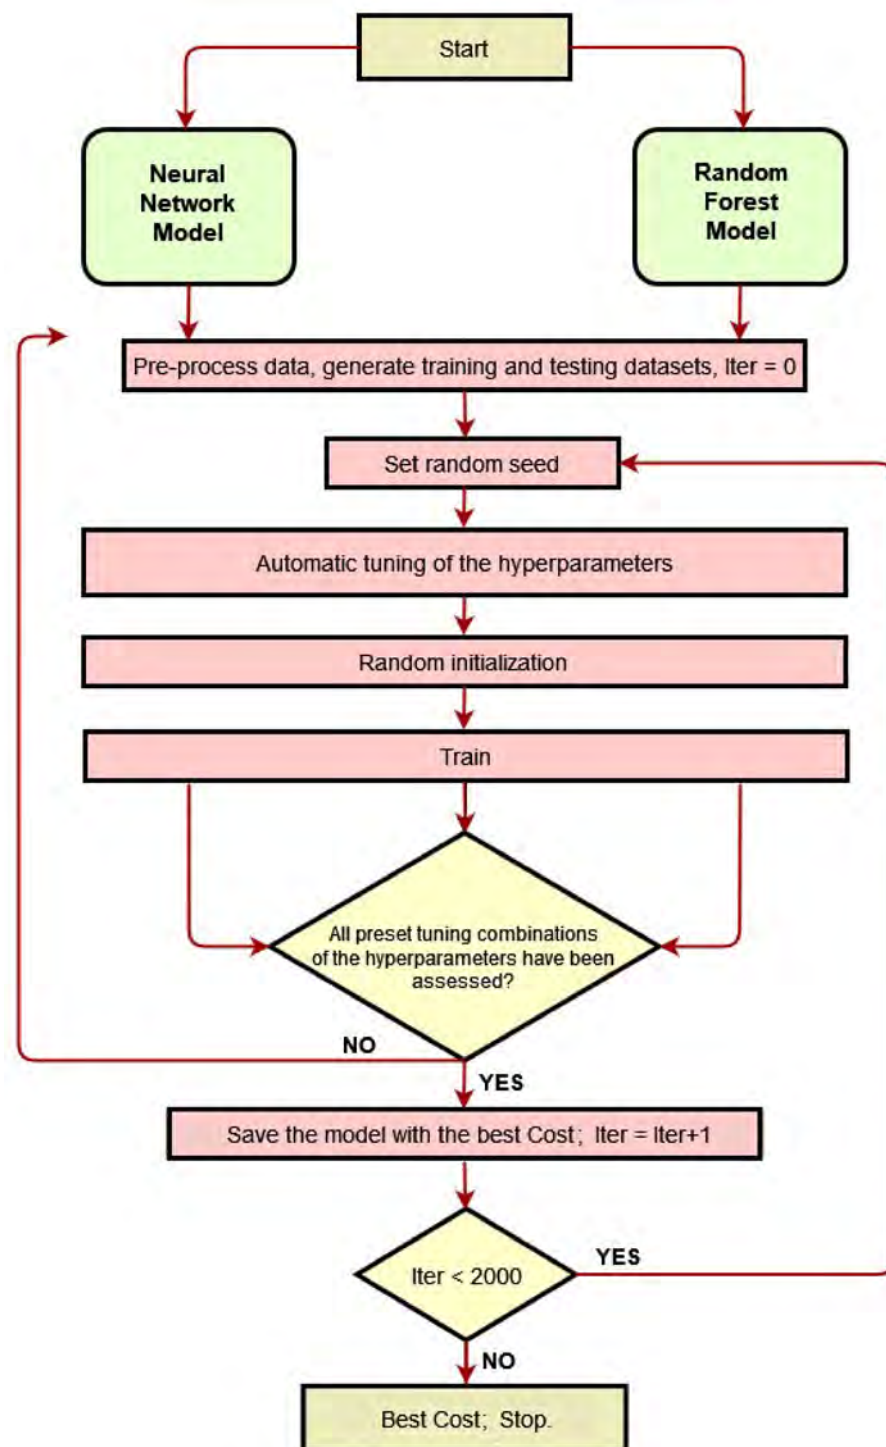 Start
Neural
Network
Model
Random
Forest
Model
Pre-process data, generate training and testing datasets, Iter = 0
Set random seed
Automatic tuning of the hyperparameters
Random initialization
Train
All preset tuning combinations
of the hyperparameters have been
assessed?
NO
YES
Save the model with the best Cost; Iter = Iter+1
Iter < 2000
YES
NO
Best Cost; Stop.